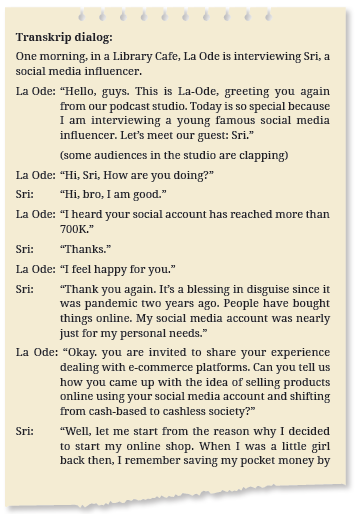 Transkrip dialog:
One morning, in a Library Cafe, La Ode is interviewing Sri, a
social media influencer.
La Ode: “Hello, guys. This is La-Ode, greeting you again
from our podcast studio. Today is so special because
I am interviewing a young famous social media
influencer. Let’s meet our guest: Sri.”
(some audiences in the studio are clapping)
La Ode: “Hi, Sri, How are you doing?”
Sri: “Hi, bro, I am good.”
La Ode: “I heard your social account has reached more than
700K.”
Sri: “Thanks.”
La Ode: “I feel happy for you.”
Sri: “Thank you again. It’s a blessing in disguise since it
was pandemic two years ago. People have bought
things online. My social media account was nearly
just for my personal needs.”
La Ode: “Okay. you are invited to share your experience
dealing with e-commerce platforms. Can you tell us
how you came up with the idea of selling products
online using your social media account and shifting
from cash-based to cashless society?”
Sri: “Well, let me start from the reason why I decided
to start my online shop. When I was a little girl
back then, I remember saving my pocket money by